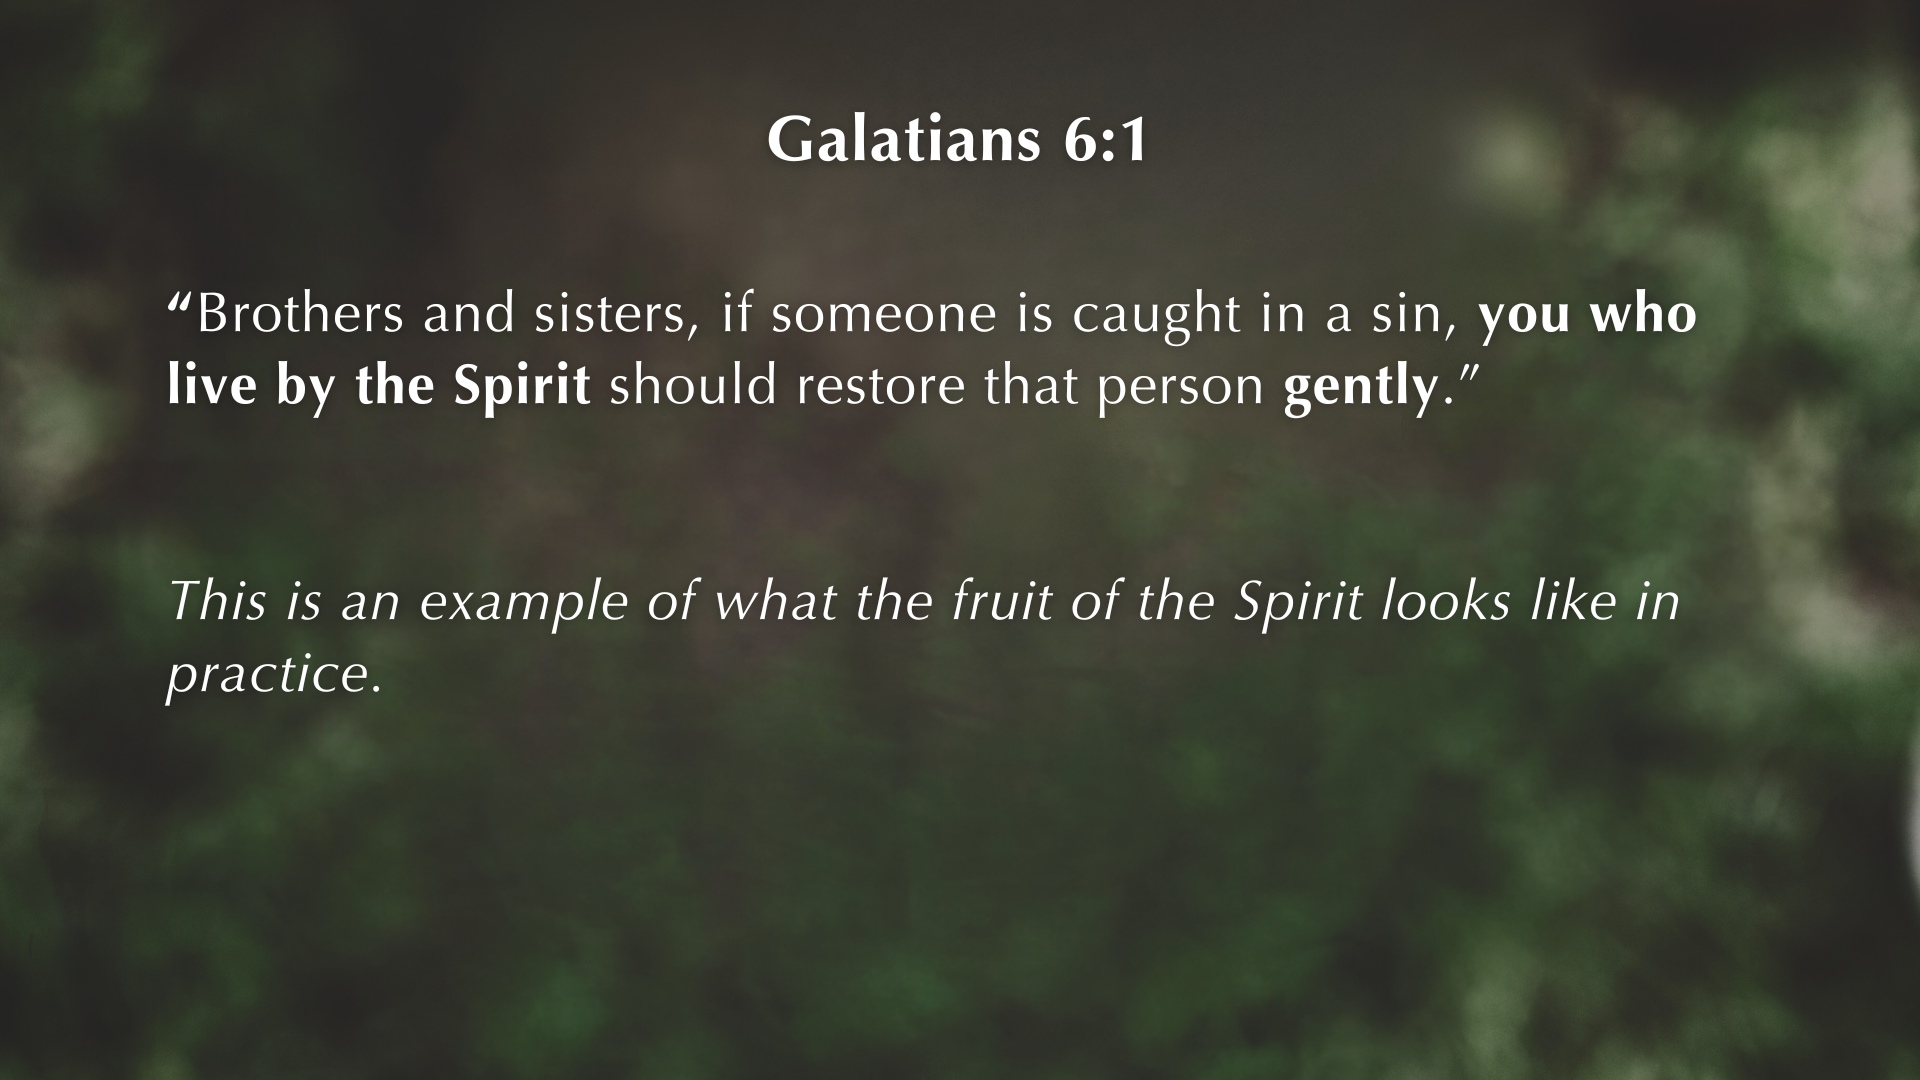 Galatians 6:1
“Brothers and sisters, if someone is caught in a sin, you who
live by the Spirit should restore that person gently.”
This is an example of what the fruit of the Spirit looks like in
practice.